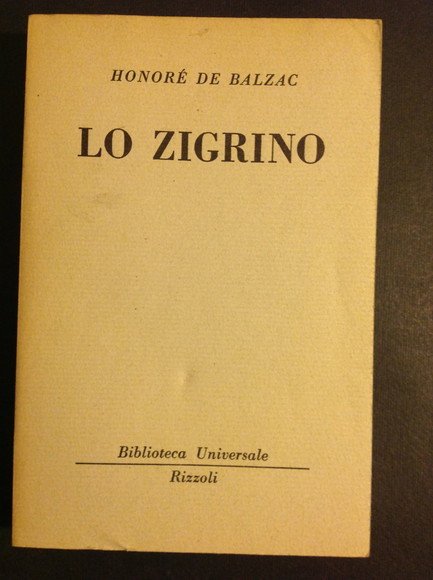 HONORÉ DE BALZAC
LO ZIGRINO
Biblioteca Universale
Rizzoli